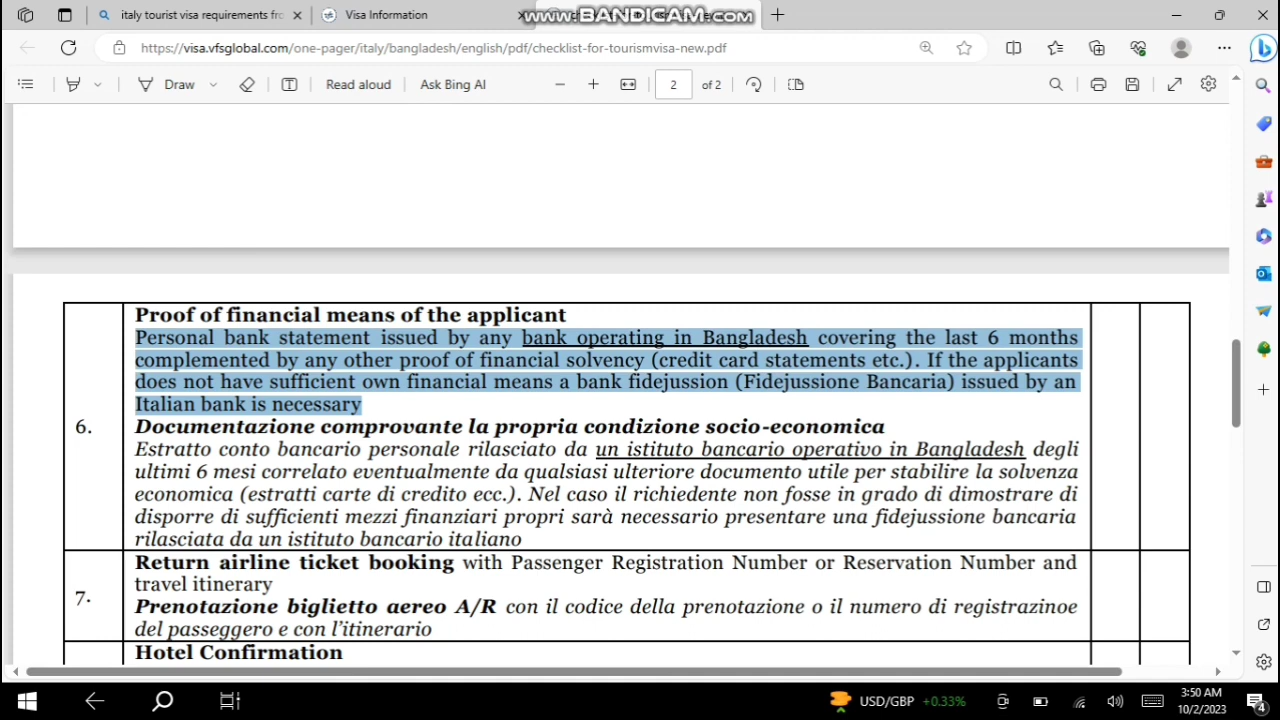 italy tourist visa requirements fr
Visa Information
www.BANDICAM.com
https://visa.vfsglobal.com/one-pager/italy/bangladesh/english/pdf/checklist-for-tourismvisa-new.pdf
Draw
Read aloud
Ask Bing AI
2
of 2
Proof of financial means of the applicant
Personal bank statement issued by any bank operating in Bangladesh covering the last 6 months
complemented by any other proof of financial solvency (credit card statements etc.). If the applicants
does not have sufficient own financial means a bank fidejussion (Fidejussione Bancaria) issued by an
Italian bank is necessary
6.
Documentazione comprovante la propria condizione socio-economica
Estratto conto bancario personale rilasciato da un istituto bancario operativo in Bangladesh degli
ultimi 6 mesi correlato eventualmente da qualsiasi ulteriore documento utile per stabilire la solvenza
economica (estratti carte di credito ecc.). Nel caso il richiedente non fosse in grado di dimostrare di
disporre di sufficienti mezzi finanziari propri sarà necessario presentare una fidejussione bancaria
rilasciata da un istituto bancario italiano
Return airline ticket booking with Passenger Registration Number or Reservation Number and
travel itinerary
7.
Prenotazione biglietto aereo A/R con il codice della prenotazione o il numero di registrazinoe
del passeggero e con l'itinerario
Hotel Confirmation
USD/GBP +0.33%
3:50 AM
10/2/2023
4